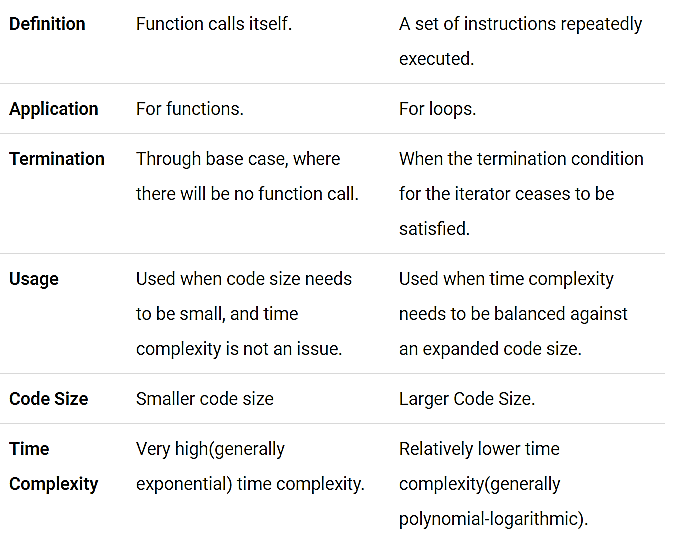 Definition Function calls itself. A set of instructions repeatedly
executed.
Application For functions. For loops.
Termination Through base case, where When the termination condition
there will be no function call. for the iterator ceases to be
satisfied.
Usage Used when code size needs Used when time complexity
to be small, and time needs to be balanced against
complexity is not an issue. an expanded code size.
Code Size Smaller code size Larger Code Size.
Time Very high(generally Relatively lower time
Complexity exponential) time complexity. complexity(generally
polynomial-logarithmic).